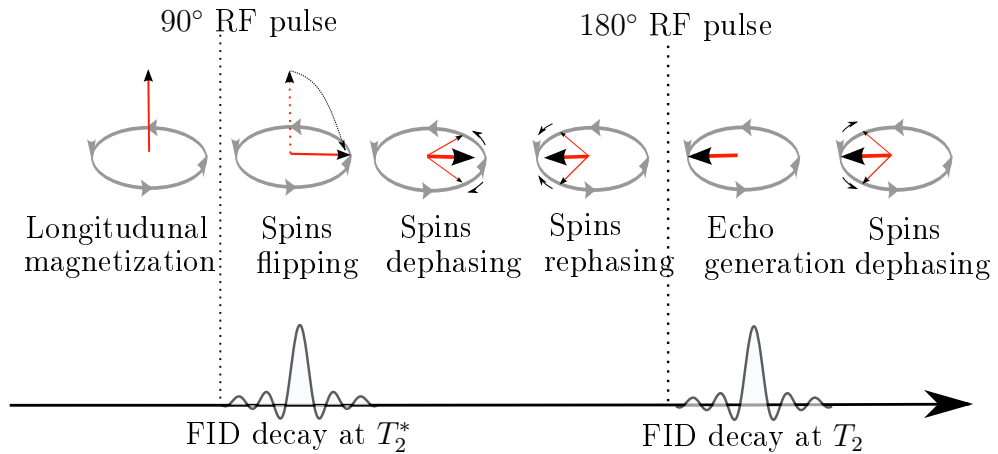 90° RF pulse
180° RF pulse
Longitudunal
magnetization
Spins
flipping
Spins
dephasing
Spins
rephasing
Echo
generation
Spins
dephasing
FID decay at T₂*
FID decay at T₂